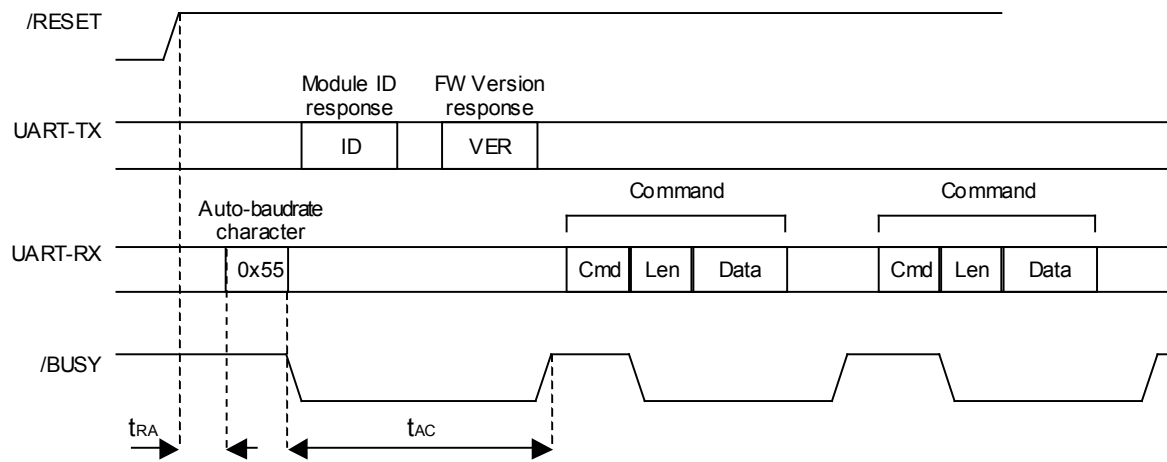 /RESET
Module ID
response
FW Version
response
UART-TX
ID
VER
Command
Command
Auto-baudrate
character
UART-RX
0x55
Cmd
Len
Data
Cmd
Len
Data
/BUSY
tRA
tAC